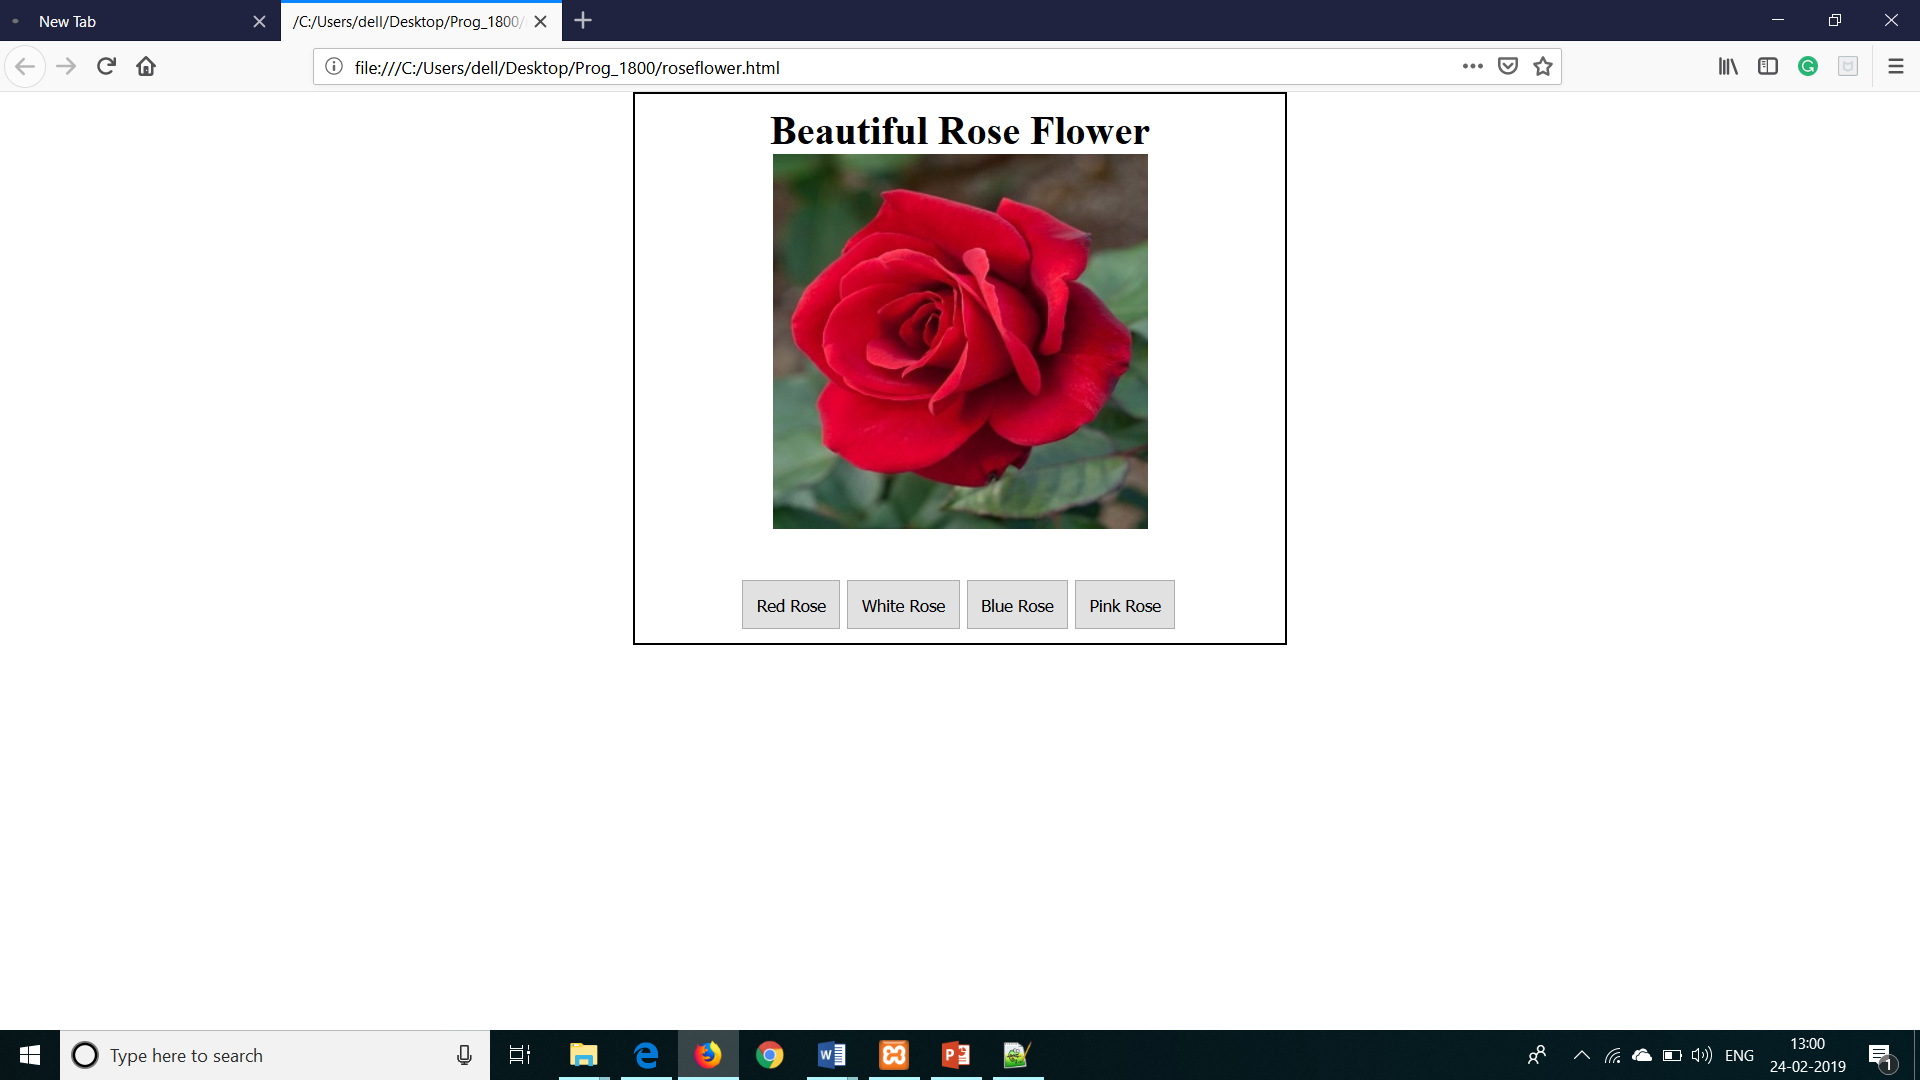 New Tab
/C:/Users/dell/Desktop/Prog_1800/
file:///C:/Users/dell/Desktop/Prog_1800/roseflower.html
Beautiful Rose Flower
Red Rose
White Rose
Blue Rose
Pink Rose
Type here to search
ENG
13:00
24-02-2019
1